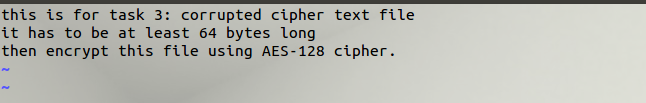 this is for task 3: corrupted cipher text file
it has to be at least 64 bytes long
then encrypt this file using AES-128 cipher.
~
~